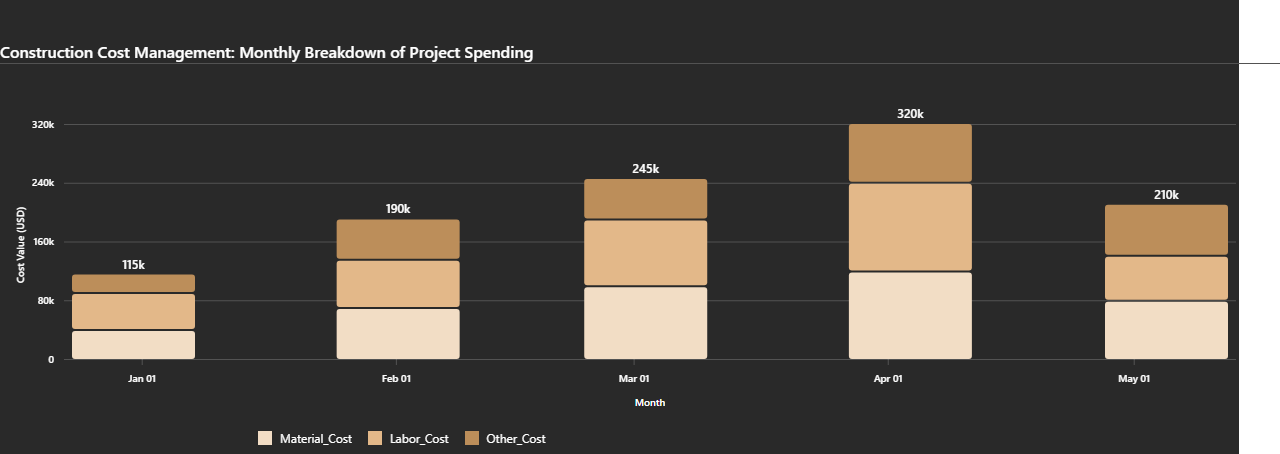 Construction Cost Management: Monthly Breakdown of Project Spending
320k
320k
245k
240k
190k
210k
160k
115k
80k
0
Cost Value (USD)
Jan 01 Feb 01 Mar 01 Apr 01 May 01
Month
Material_Cost Labor_Cost Other_Cost